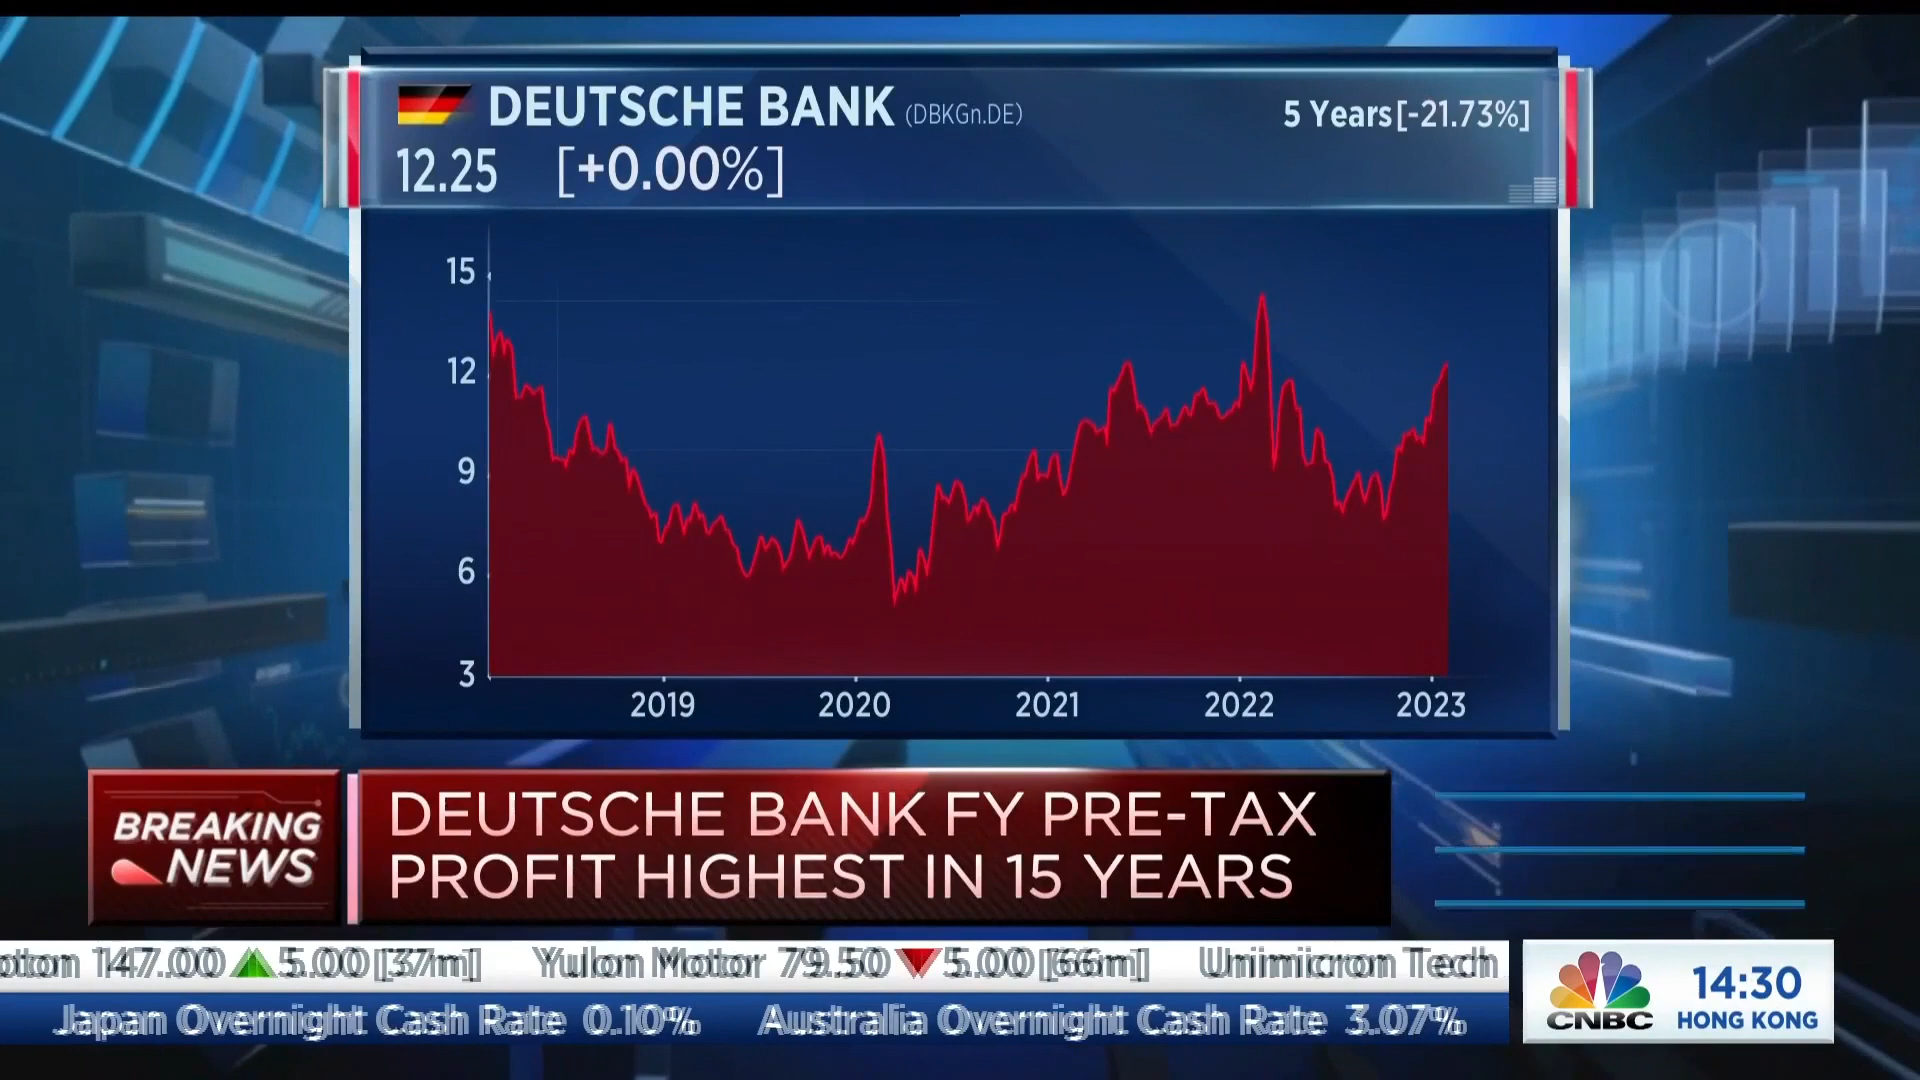 DEUTSCHE BANK (DBKGn.DE)
5 Years[-21.73%]
12.25 [+0.00%]
15
12
9
6
3
2019 2020 2021 2022 2023
BREAKING
NEWS
DEUTSCHE BANK FY PRE-TAX
PROFIT HIGHEST IN 15 YEARS
147.00 5.00 [37m] Yulon Motor 79.50 5.00 [66m] Unimicron Tech
Japan Overnight Cash Rate 0.10% Australia Overnight Cash Rate 3.07%
CNBC
14:30
HONG KONG